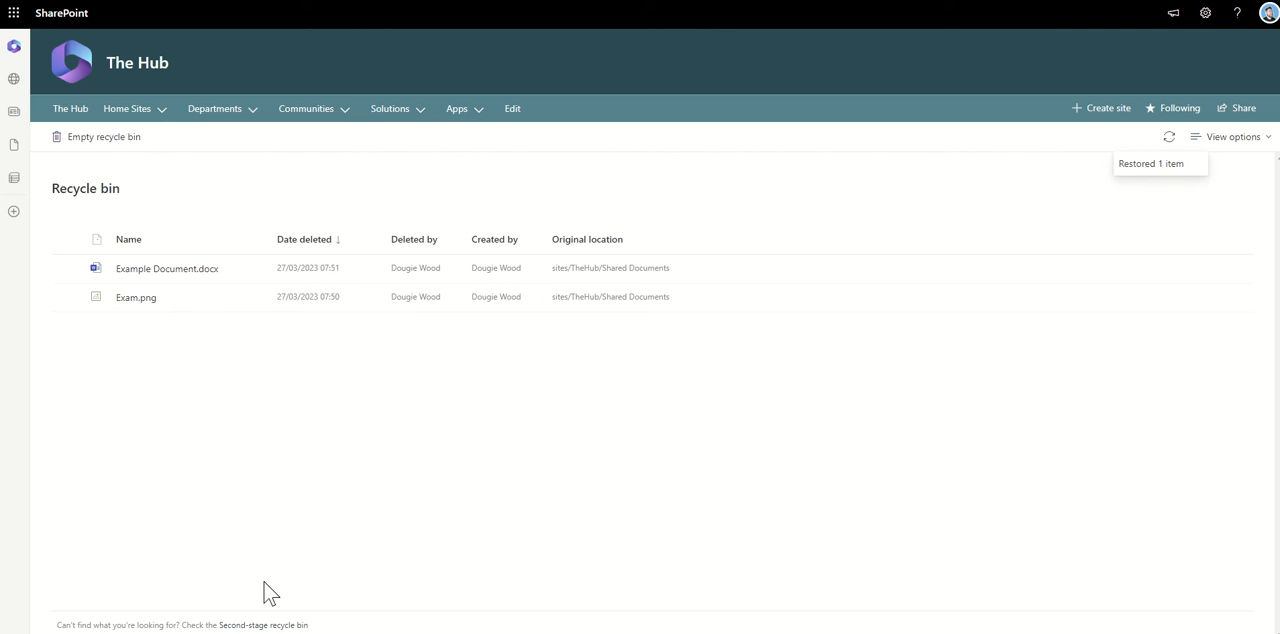 SharePoint
?
The Hub
The Hub Home Sites Departments Communities Solutions Apps Edit
Create site Following Share
Empty recycle bin
View options
Restored 1 item
Recycle bin
Name Date deleted ↓ Deleted by Created by Original location
Example Document.docx 27/03/2023 07:51 Dougie Wood Dougie Wood sites/TheHub/Shared Documents
Exam.png 27/03/2023 07:50 Dougie Wood Dougie Wood sites/TheHub/Shared Documents
Can't find what you're looking for? Check the Second-stage recycle bin